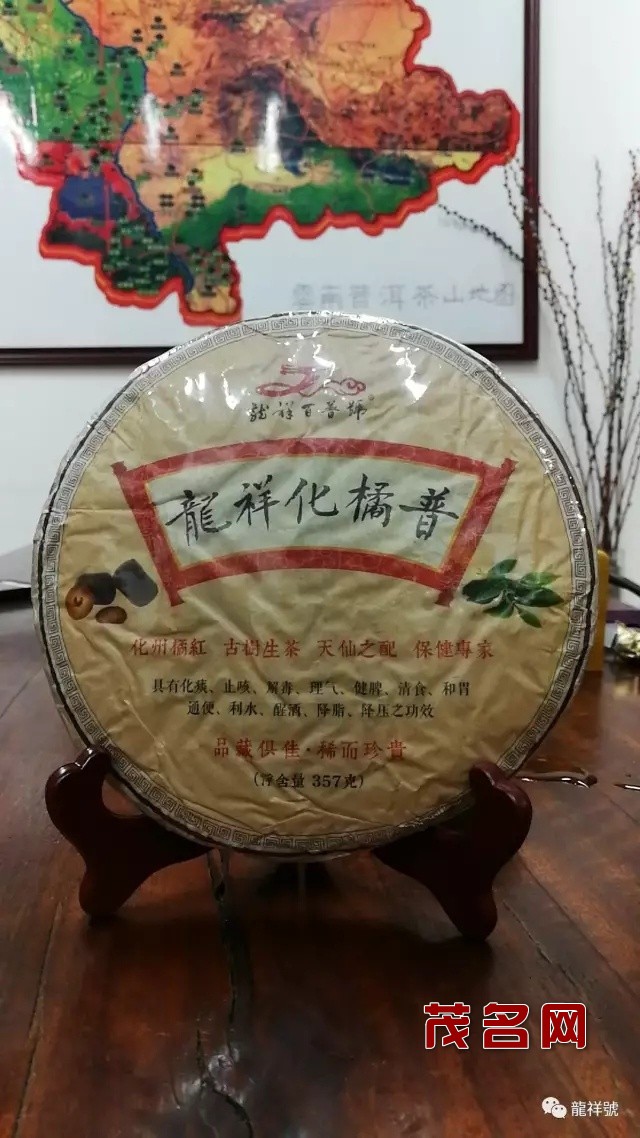 雲南普洱茶山地图
龍祥百普號
龍祥化橘普
化州橘紅 古樹生茶 天仙之配 保健專家
具有化痰、止咳、解毒、理气、健脾、清食、和胃
通便、利水、醒酒、降脂、降压之功效
品藏俱佳·稀而珍貴
(净含量 357克)
茂名网
龍祥號